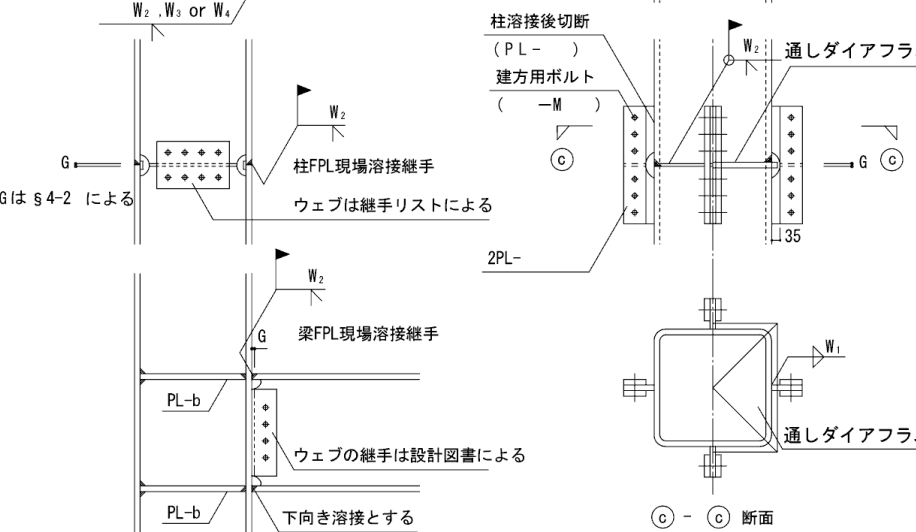 W₂ ,W₃ or W₄
W₂
G
柱FPL現場溶接継手
Gは§4-2 による
ウェブは継手リストによる
W₂
G
梁FPL現場溶接継手
PL-b
ウェブの継手は設計図書による
PL-b
下向き溶接とする
柱溶接後切断
(PL-　　)
建方用ボルト
(　　—M　　)
W₂
通しダイアフラ
c
G
c
35
2PL-
W₁
通しダイアフラ
c - c 断面